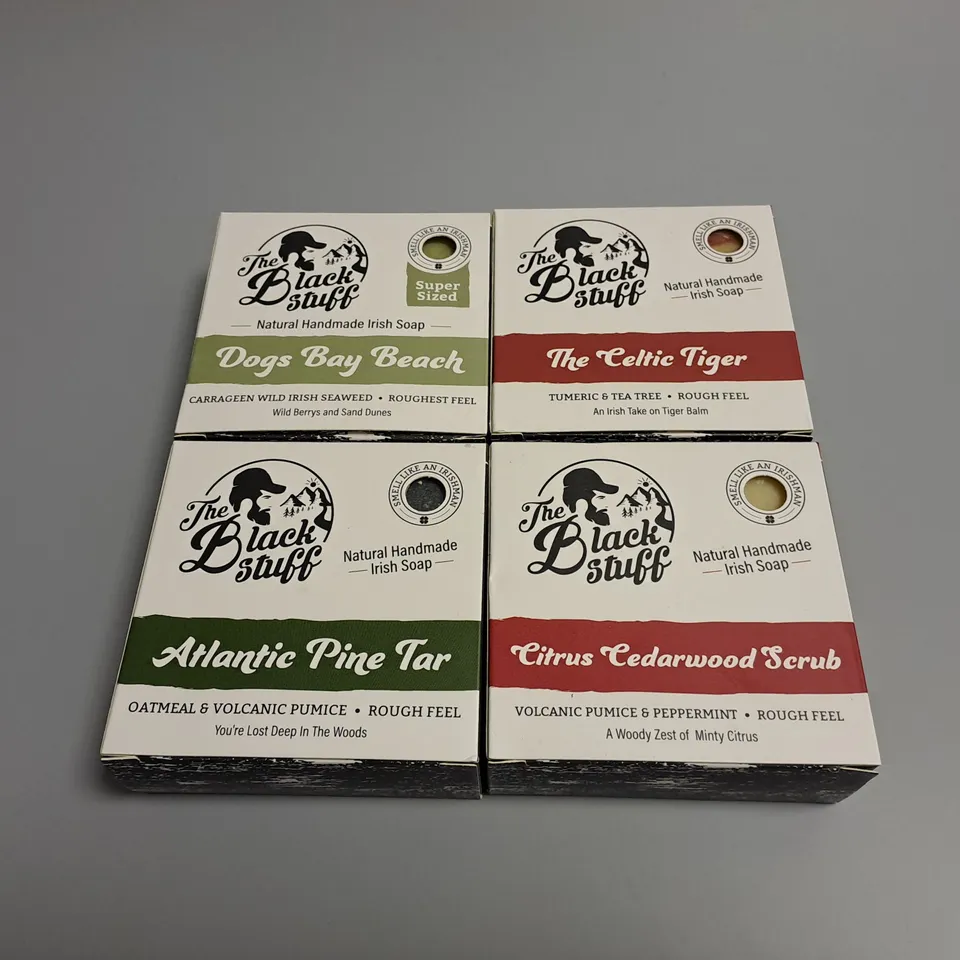 The
Black
stuff
SMELL LIKE AN IRISHMAN
Super
Sized
Natural Handmade Irish Soap
Dogs Bay Beach
CARRAGEEN WILD IRISH SEAWEED • ROUGHEST FEEL
Wild Berrys and Sand Dunes
The
Black
stuff
SMELL LIKE AN IRISHMAN
Natural Handmade
Irish Soap
The Celtic Tiger
TUMERIC & TEA TREE • ROUGH FEEL
An Irish Take on Tiger Balm
The
Black
stuff
SMELL LIKE AN IRISHMAN
Natural Handmade
Irish Soap
Atlantic Pine Tar
OATMEAL & VOLCANIC PUMICE • ROUGH FEEL
You're Lost Deep In The Woods
The
Black
stuff
SMELL LIKE AN IRISHMAN
Natural Handmade
Irish Soap
Citrus Cedarwood Scrub
VOLCANIC PUMICE & PEPPERMINT • ROUGH FEEL
A Woody Zest of Minty Citrus